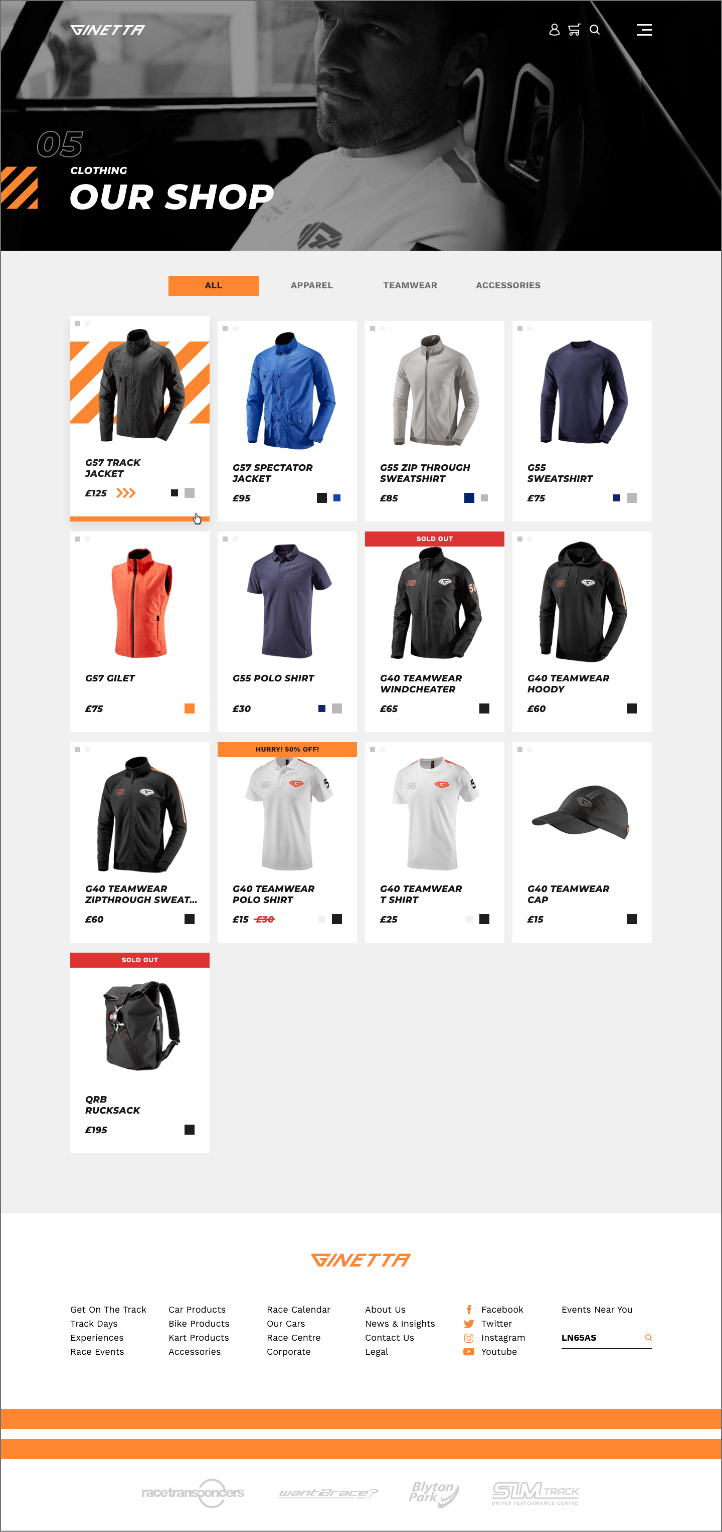 GINETTA
05
CLOTHING
OUR SHOP
ALL
APPAREL
TEAMWEAR
ACCESSORIES
G57 TRACK
JACKET
£125
G57 SPECTATOR
JACKET
£95
G55 ZIP THROUGH
SWEATSHIRT
£85
G55
SWEATSHIRT
£75
G57 GILET
£75
G55 POLO SHIRT
£30
SOLD OUT
G40 TEAMWEAR
WINDCHEATER
£65
G40 TEAMWEAR
HOODY
£60
G40 TEAMWEAR
ZIPTHROUGH SWEAT...
£60
HURRY! 50% OFF!
G40 TEAMWEAR
POLO SHIRT
£15 £30
G40 TEAMWEAR
T SHIRT
£25
G40 TEAMWEAR
CAP
£15
SOLD OUT
QRB
RUCKSACK
£195
GINETTA
Get On The Track
Track Days
Experiences
Race Events
Car Products
Bike Products
Kart Products
Accessories
Race Calendar
Our Cars
Race Centre
Corporate
About Us
News & Insights
Contact Us
Legal
Facebook
Twitter
Instagram
Youtube
Events Near You
LN65AS
racetransponders
want2race?
Blyton
Park
SIM TRACK
DRIVER PERFORMANCE CENTRE